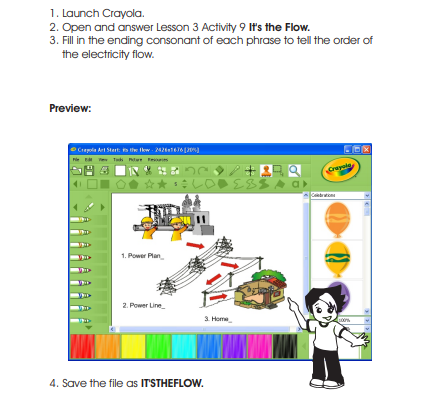 1. Launch Crayola.
2. Open and answer Lesson 3 Activity 9 It's the Flow.
3. Fill in the ending consonant of each phrase to tell the order of
the electricity flow.
Preview:
Crayola Art Start: its the flow - 2426x1676 [20%]
File Edit View Tools Picture Resources
Crayola
Celebrations
1. Power Plan_
2. Power Line_
3. Home_
100%
4. Save the file as IT'STHEFLOW.